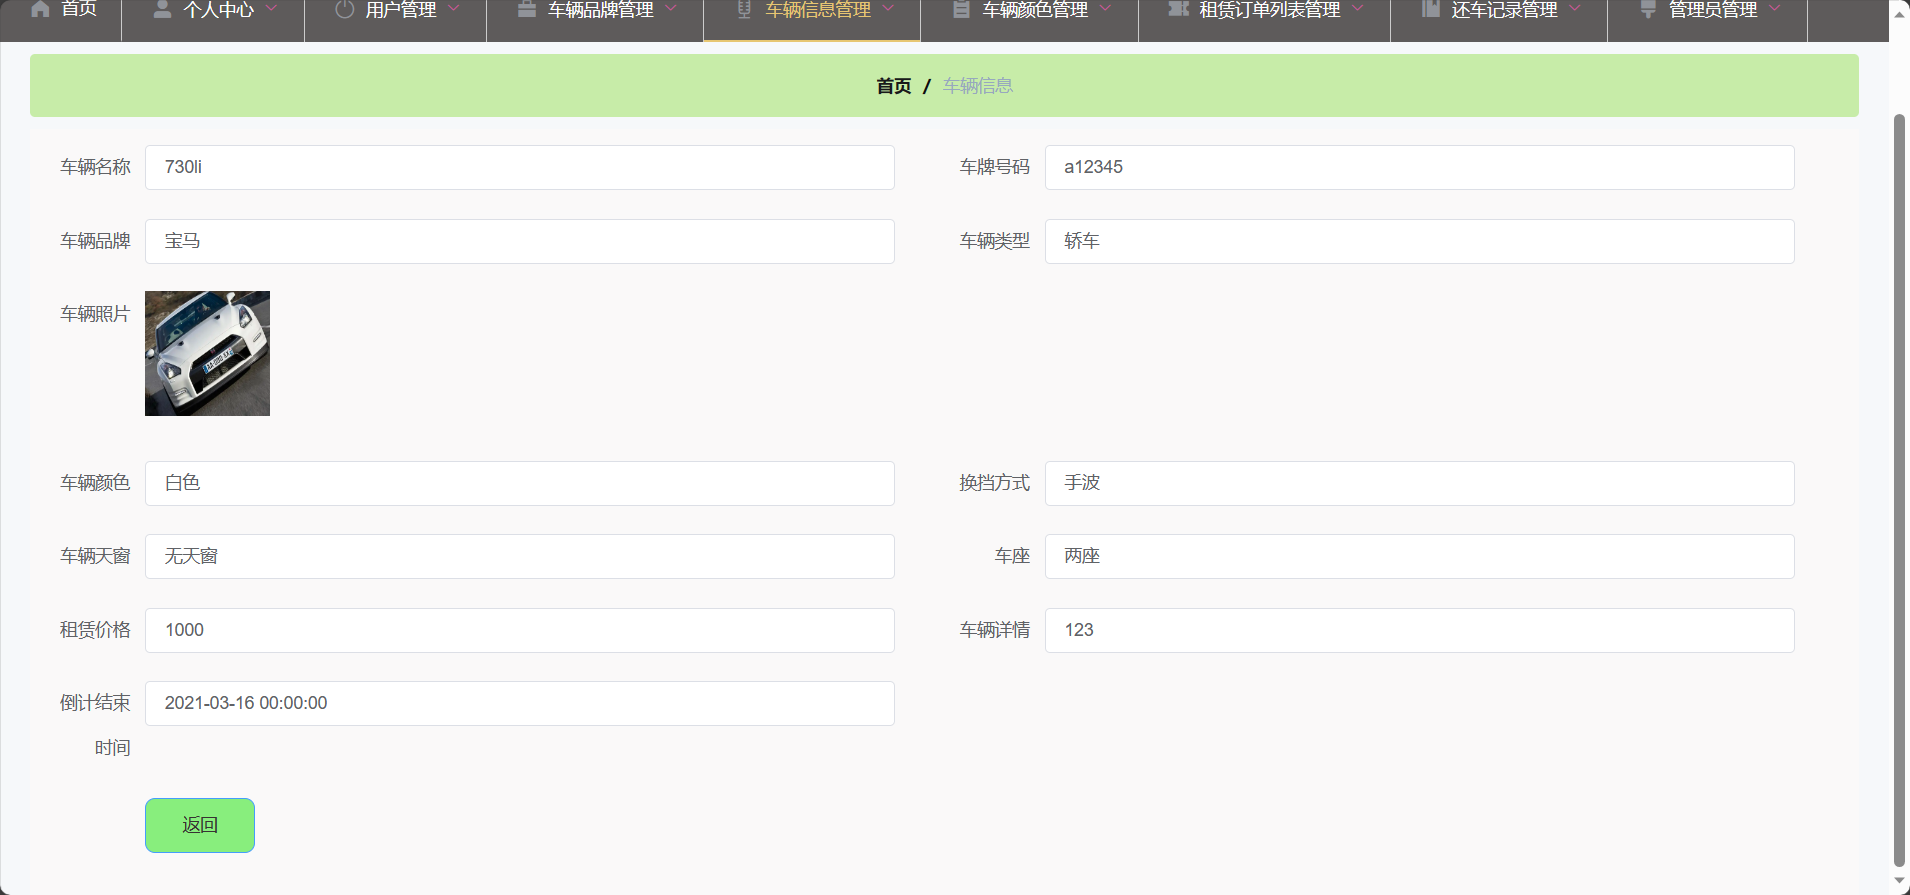 首页 个人中心 用户管理 车辆品牌管理 车辆信息管理 车辆颜色管理 租赁订单列表管理 还车记录管理 管理员管理
首页 / 车辆信息
车辆名称 730li 车牌号码 a12345
车辆品牌 宝马 车辆类型 轿车
车辆照片
车辆颜色 白色 换挡方式 手波
车辆天窗 无天窗 车座 两座
租赁价格 1000 车辆详情 123
倒计结束 2021-03-16 00:00:00
时间
返回